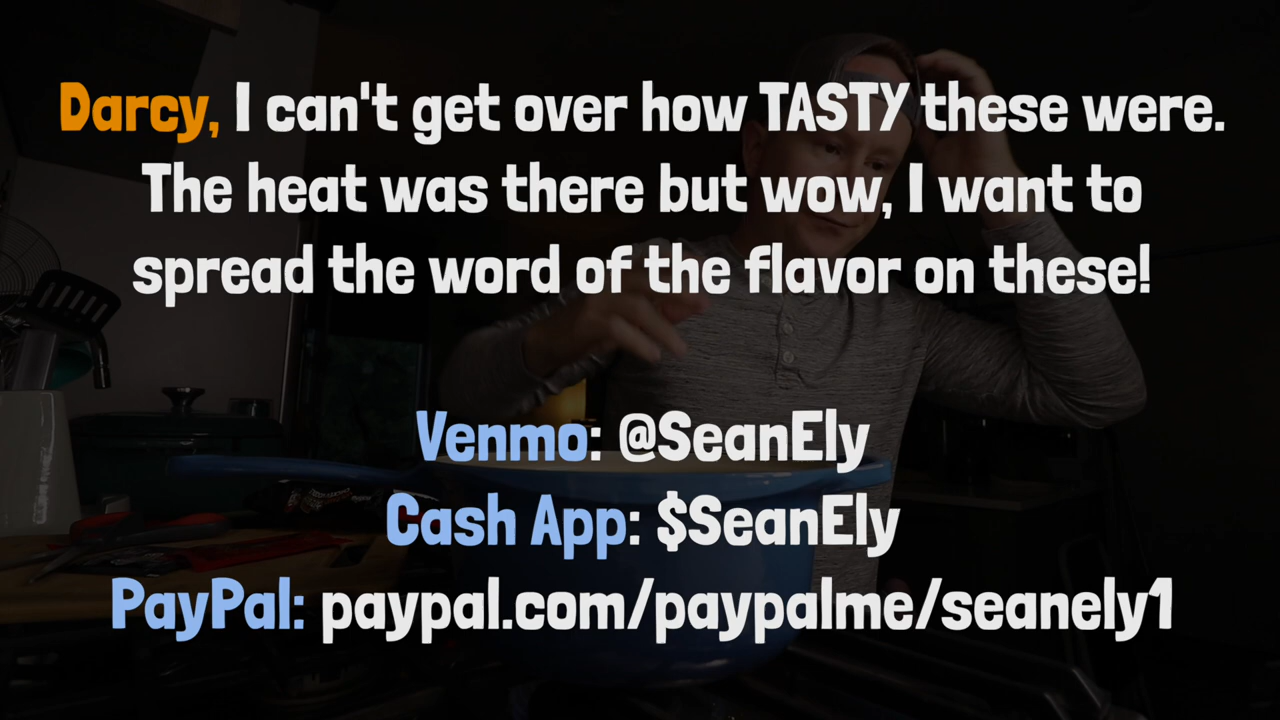 Darcy, I can't get over how TASTY these were.
The heat was there but wow, I want to
spread the word of the flavor on these!
Venmo: @SeanEly
Cash App: $SeanEly
PayPal: paypal.com/paypalme/seanely1